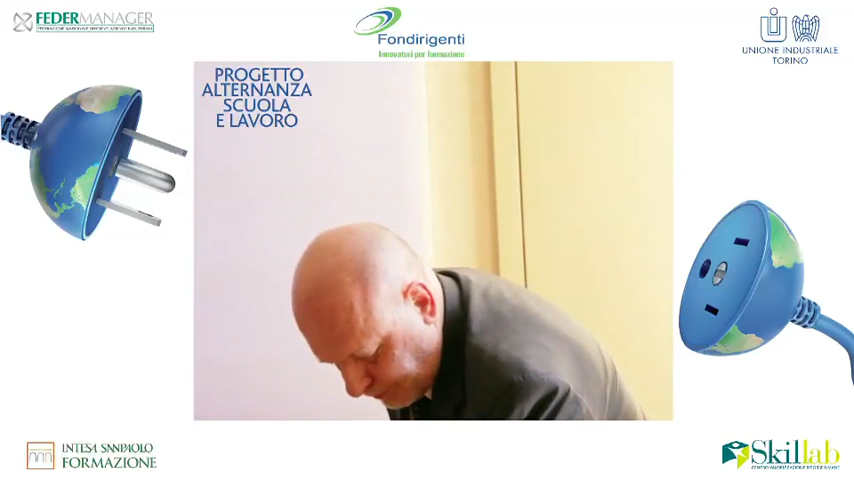 FEDERMANAGER
Fondirigenti
Innovatori per formazione
UNIONE INDUSTRIALE
TORINO
PROGETTO
ALTERNANZA
SCUOLA
E LAVORO
INTESA SANPAOLO
FORMAZIONE
Skillab